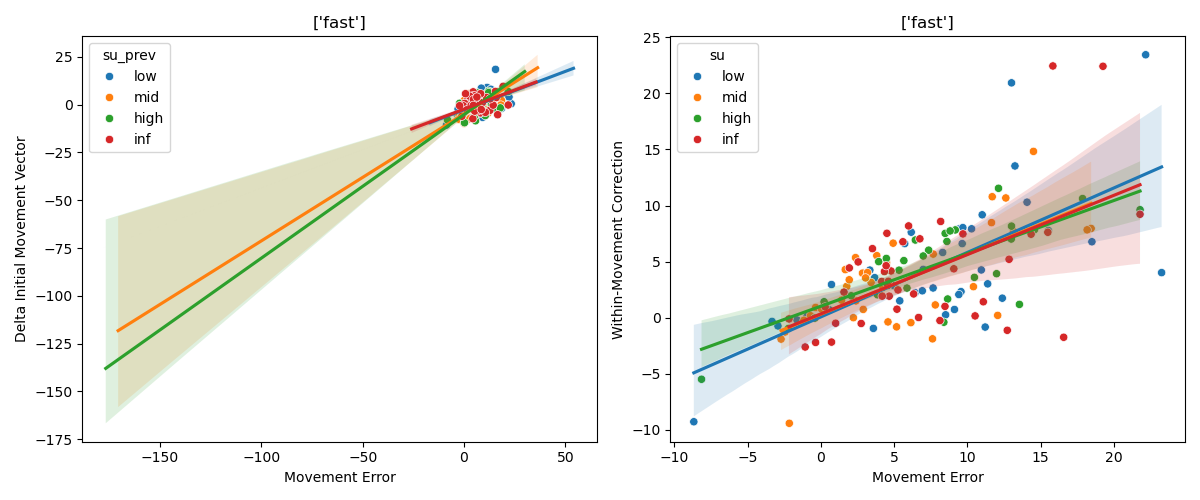 ['fast']
su_prev
low
mid
high
inf
25
0
−25
−50
−75
−100
−125
−150
−175
Delta Initial Movement Vector
−150
−100
−50
0
50
Movement Error
['fast']
su
low
mid
high
inf
25
20
15
10
5
0
−5
−10
Within-Movement Correction
−10
−5
0
5
10
15
20
Movement Error